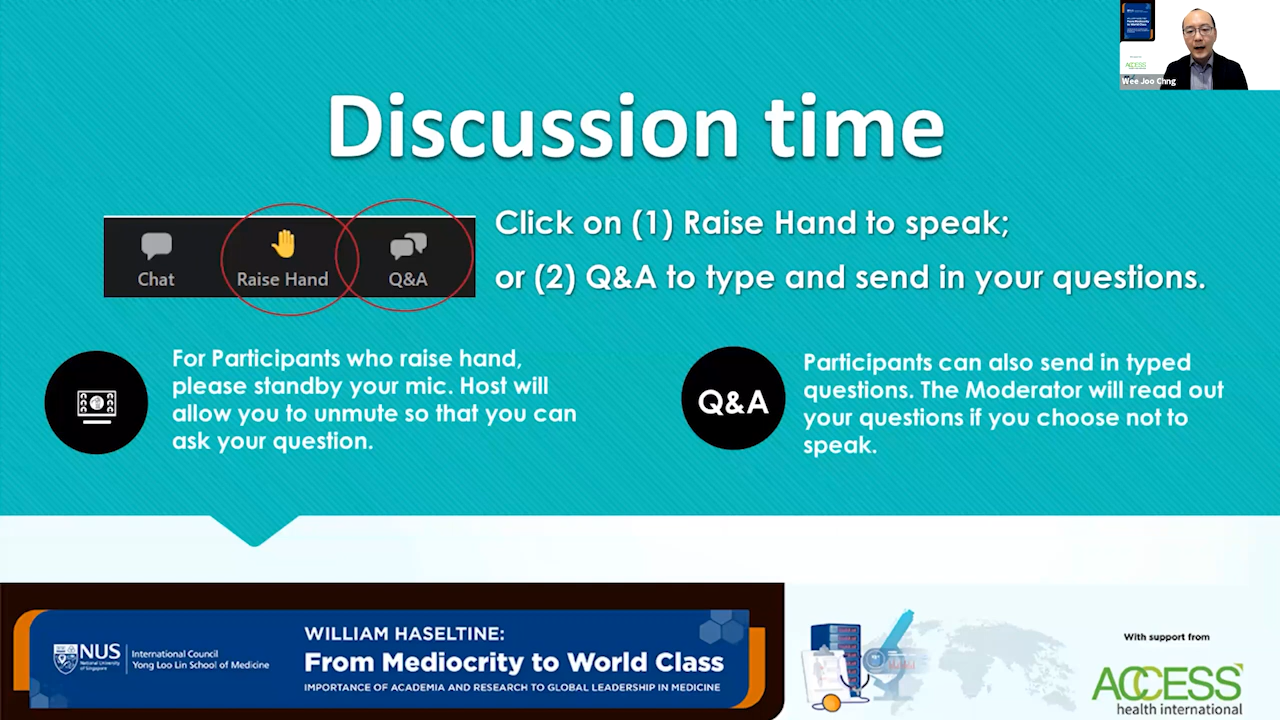 ACCESS
Wee Joo Chng
Discussion time
Chat
Raise Hand
Q&A
Click on (1) Raise Hand to speak;
or (2) Q&A to type and send in your questions.
For Participants who raise hand,
please standby your mic. Host will
allow you to unmute so that you can
ask your question.
Q&A
Participants can also send in typed
questions. The Moderator will read out
your questions if you choose not to
speak.
NUS
National University
of Singapore
International Council
Yong Loo Lin School of Medicine
WILLIAM HASELTINE:
From Mediocrity to World Class
IMPORTANCE OF ACADEMIA AND RESEARCH TO GLOBAL LEADERSHIP IN MEDICINE
With support from
ACCESS
health international